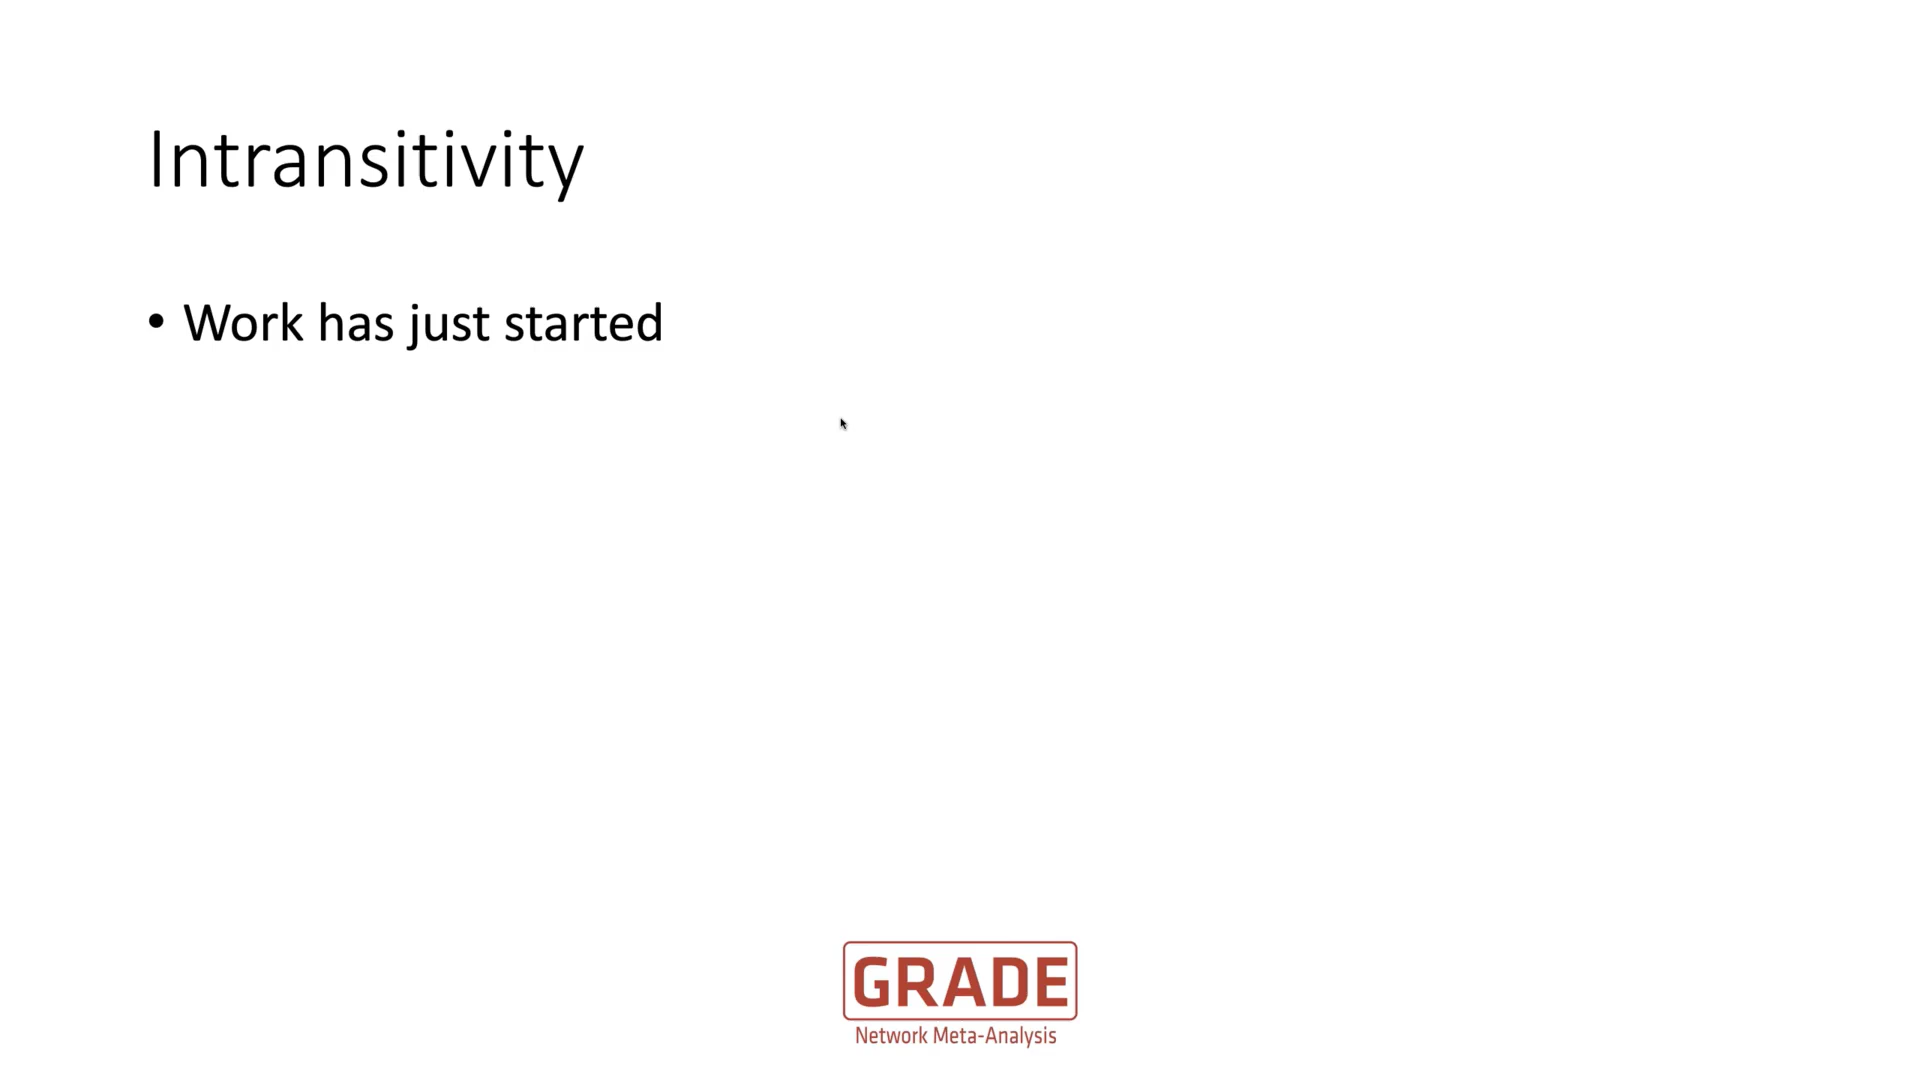 Intransitivity
• Work has just started
GRADE
Network Meta-Analysis